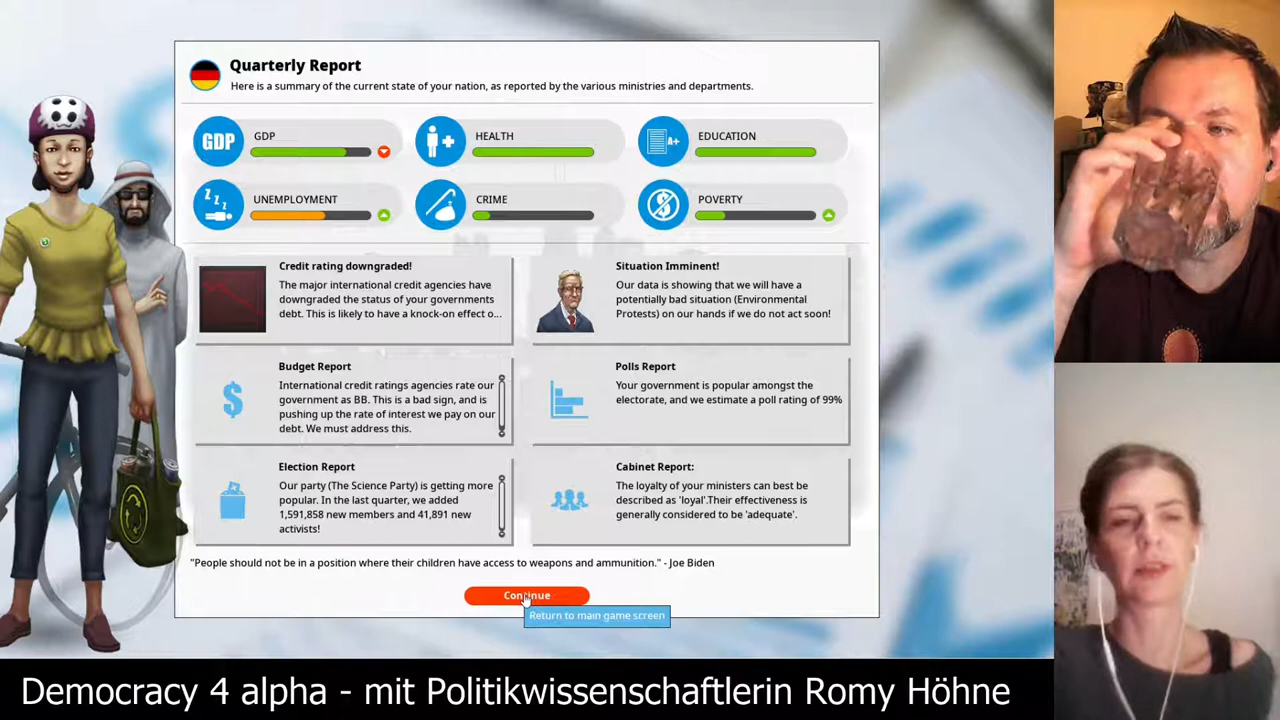 Quarterly Report
Here is a summary of the current state of your nation, as reported by the various ministries and departments.
GDP
GDP
HEALTH
A+
EDUCATION
Z Z Z
UNEMPLOYMENT
CRIME
POVERTY
Credit rating downgraded!
The major international credit agencies have
downgraded the status of your governments
debt. This is likely to have a knock-on effect o...
Situation Imminent!
Our data is showing that we will have a
potentially bad situation (Environmental
Protests) on our hands if we do not act soon!
Budget Report
International credit ratings agencies rate our
government as BB. This is a bad sign, and is
pushing up the rate of interest we pay on our
debt. We must address this.
Polls Report
Your government is popular amongst the
electorate, and we estimate a poll rating of 99%
Election Report
Our party (The Science Party) is getting more
popular. In the last quarter, we added
1,591,858 new members and 41,891 new
activists!
Cabinet Report:
The loyalty of your ministers can best be
described as 'loyal'.Their effectiveness is
generally considered to be 'adequate'.
"People should not be in a position where their children have access to weapons and ammunition." - Joe Biden
Continue
Return to main game screen
Democracy 4 alpha - mit Politikwissenschaftlerin Romy Höhne